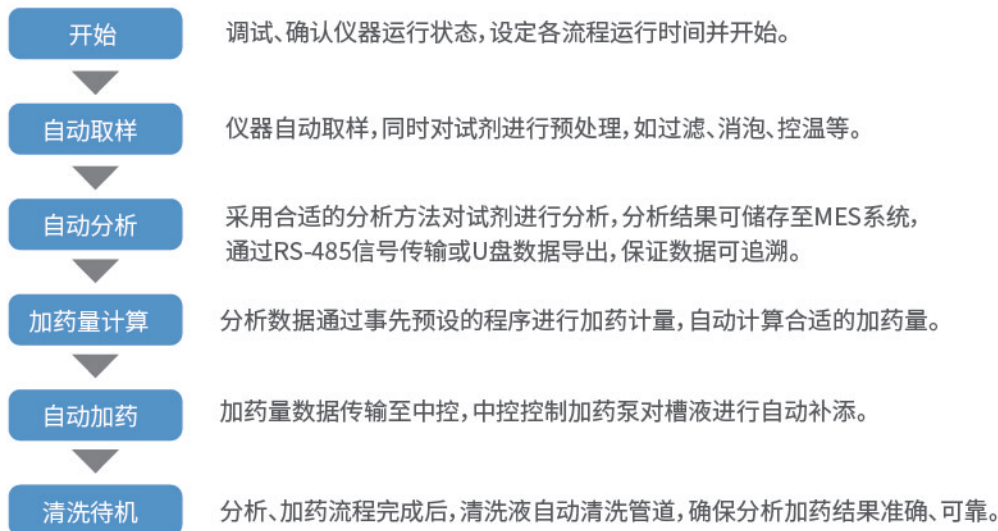 开始
调试、确认仪器运行状态，设定各流程运行时间并开始。
自动取样
仪器自动取样，同时对试剂进行预处理，如过滤、消泡、控温等。
自动分析
采用合适的分析方法对试剂进行分析，分析结果可储存至MES系统，
通过RS-485信号传输或U盘数据导出，保证数据可追溯。
加药量计算
分析数据通过事先预设的程序进行加药计量，自动计算合适的加药量。
自动加药
加药量数据传输至中控，中控控制加药泵对槽液进行自动补添。
清洗待机
分析、加药流程完成后，清洗液自动清洗管道，确保分析加药结果准确、可靠。